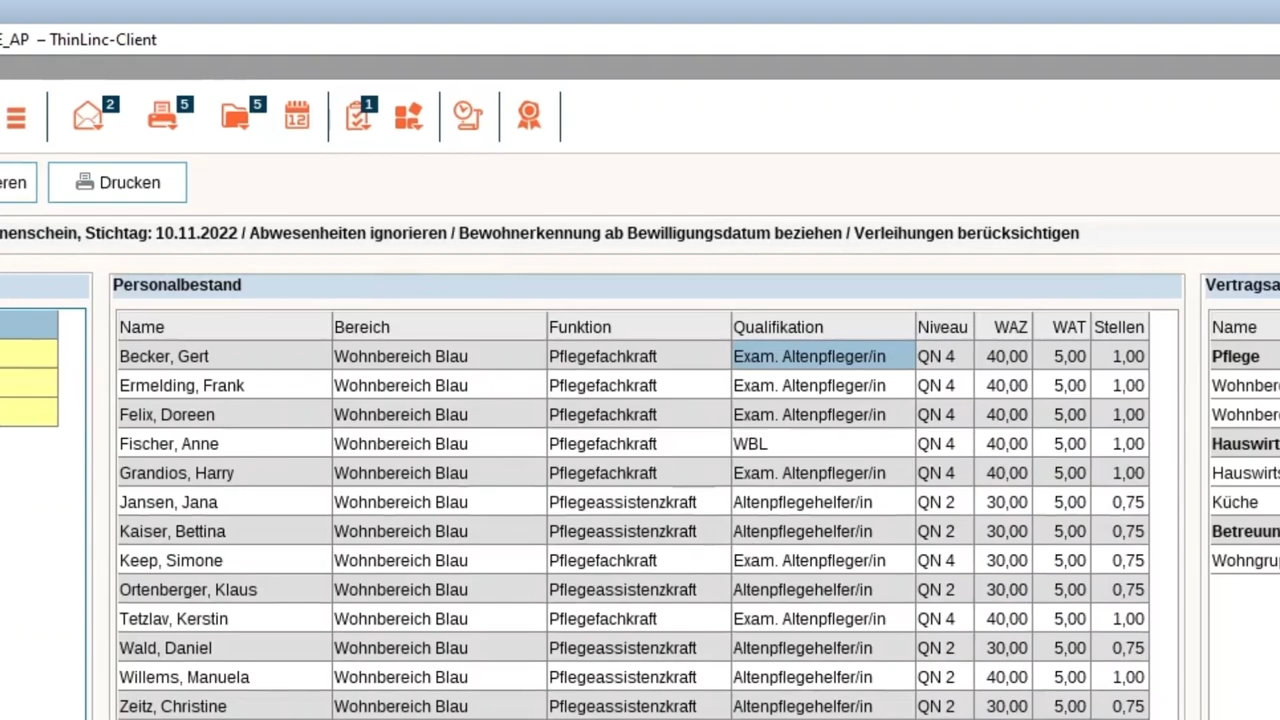 E_AP – ThinLinc-Client
2 5 5 12 1
eren Drucken
nenschein, Stichtag: 10.11.2022 / Abwesenheiten ignorieren / Bewohnerkennung ab Bewilligungsdatum beziehen / Verleihungen berücksichtigen
Personalbestand Vertragsa
Name Bereich Funktion Qualifikation Niveau WAZ WAT Stellen Name
Becker, Gert Wohnbereich Blau Pflegefachkraft Exam. Altenpfleger/in QN 4 40,00 5,00 1,00 Pflege
Ermelding, Frank Wohnbereich Blau Pflegefachkraft Exam. Altenpfleger/in QN 4 40,00 5,00 1,00 Wohnber
Felix, Doreen Wohnbereich Blau Pflegefachkraft Exam. Altenpfleger/in QN 4 40,00 5,00 1,00 Wohnber
Fischer, Anne Wohnbereich Blau Pflegefachkraft WBL QN 4 40,00 5,00 1,00 Hauswirt
Grandios, Harry Wohnbereich Blau Pflegefachkraft Exam. Altenpfleger/in QN 4 40,00 5,00 1,00 Hauswirts
Jansen, Jana Wohnbereich Blau Pflegeassistenzkraft Altenpflegehelfer/in QN 2 30,00 5,00 0,75 Küche
Kaiser, Bettina Wohnbereich Blau Pflegeassistenzkraft Altenpflegehelfer/in QN 2 30,00 5,00 0,75 Betreuun
Keep, Simone Wohnbereich Blau Pflegefachkraft Exam. Altenpfleger/in QN 4 30,00 5,00 0,75 Wohngrup
Ortenberger, Klaus Wohnbereich Blau Pflegeassistenzkraft Altenpflegehelfer/in QN 2 30,00 5,00 0,75
Tetzlav, Kerstin Wohnbereich Blau Pflegefachkraft Exam. Altenpfleger/in QN 4 40,00 5,00 1,00
Wald, Daniel Wohnbereich Blau Pflegeassistenzkraft Altenpflegehelfer/in QN 2 30,00 5,00 0,75
Willems, Manuela Wohnbereich Blau Pflegeassistenzkraft Altenpflegehelfer/in QN 2 40,00 5,00 1,00
Zeitz, Christine Wohnbereich Blau Pflegeassistenzkraft Altenpflegehelfer/in QN 2 30,00 5,00 0,75